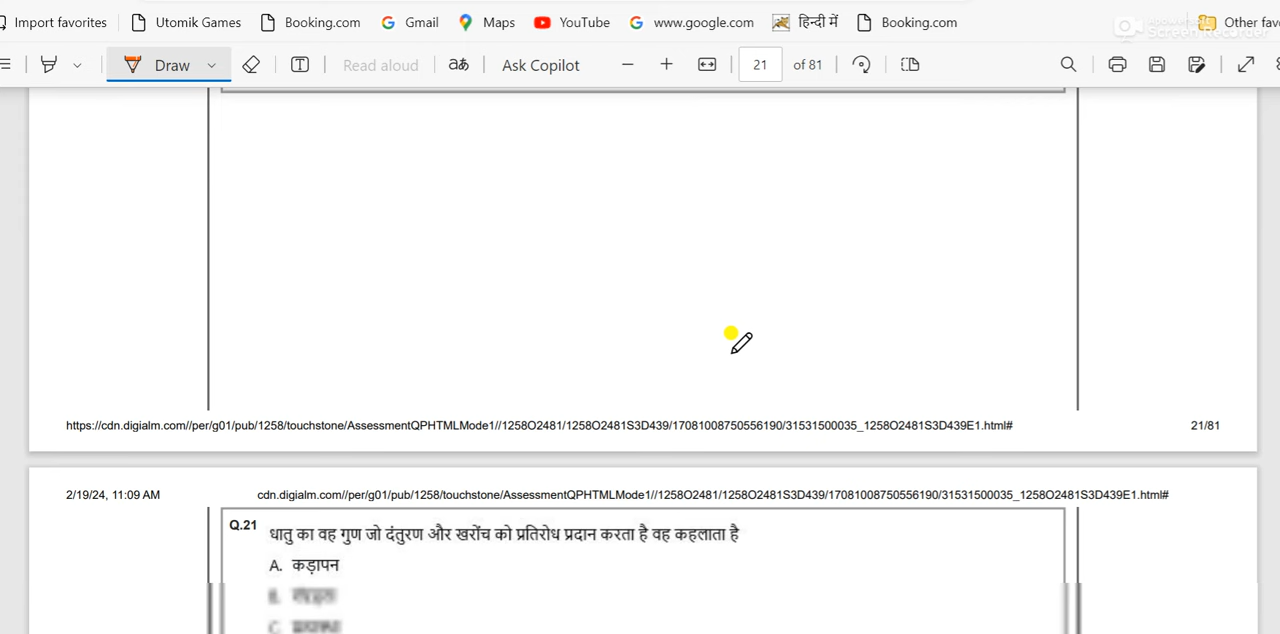 Import favorites Utomik Games Booking.com Gmail Maps YouTube www.google.com हिन्दी में Booking.com Other fav
Draw Read aloud あ Ask Copilot 21 of 81
https://cdn.digialm.com//per/g01/pub/1258/touchstone/AssessmentQPHTMLMode1//1258O2481/1258O2481S3D439/17081008750556190/31531500035_1258O2481S3D439E1.html# 21/81
2/19/24, 11:09 AM cdn.digialm.com//per/g01/pub/1258/touchstone/AssessmentQPHTMLMode1//1258O2481/1258O2481S3D439/17081008750556190/31531500035_1258O2481S3D439E1.html#
Q.21 धातु का वह गुण जो दंतुरण और खरोंच को प्रतिरोध प्रदान करता है वह कहलाता है
A. कड़ापन
B.
C.